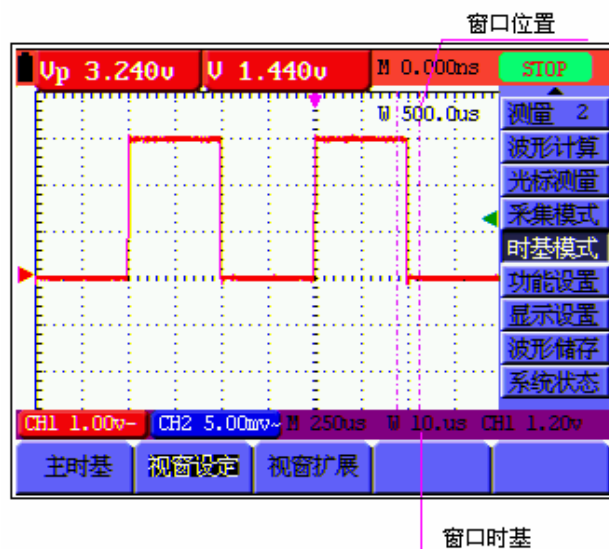 窗口位置
Vp 3.240v V 1.440v M 0.000ns STOP
W 500.0us
测量 2
波形计算
光标测量
采集模式
时基模式
功能设置
显示设置
波形储存
系统状态
CH1 1.00v- CH2 5.00mv~ M 250us W 10.us CH1 1.20v
主时基 视窗设定 视窗扩展
窗口时基